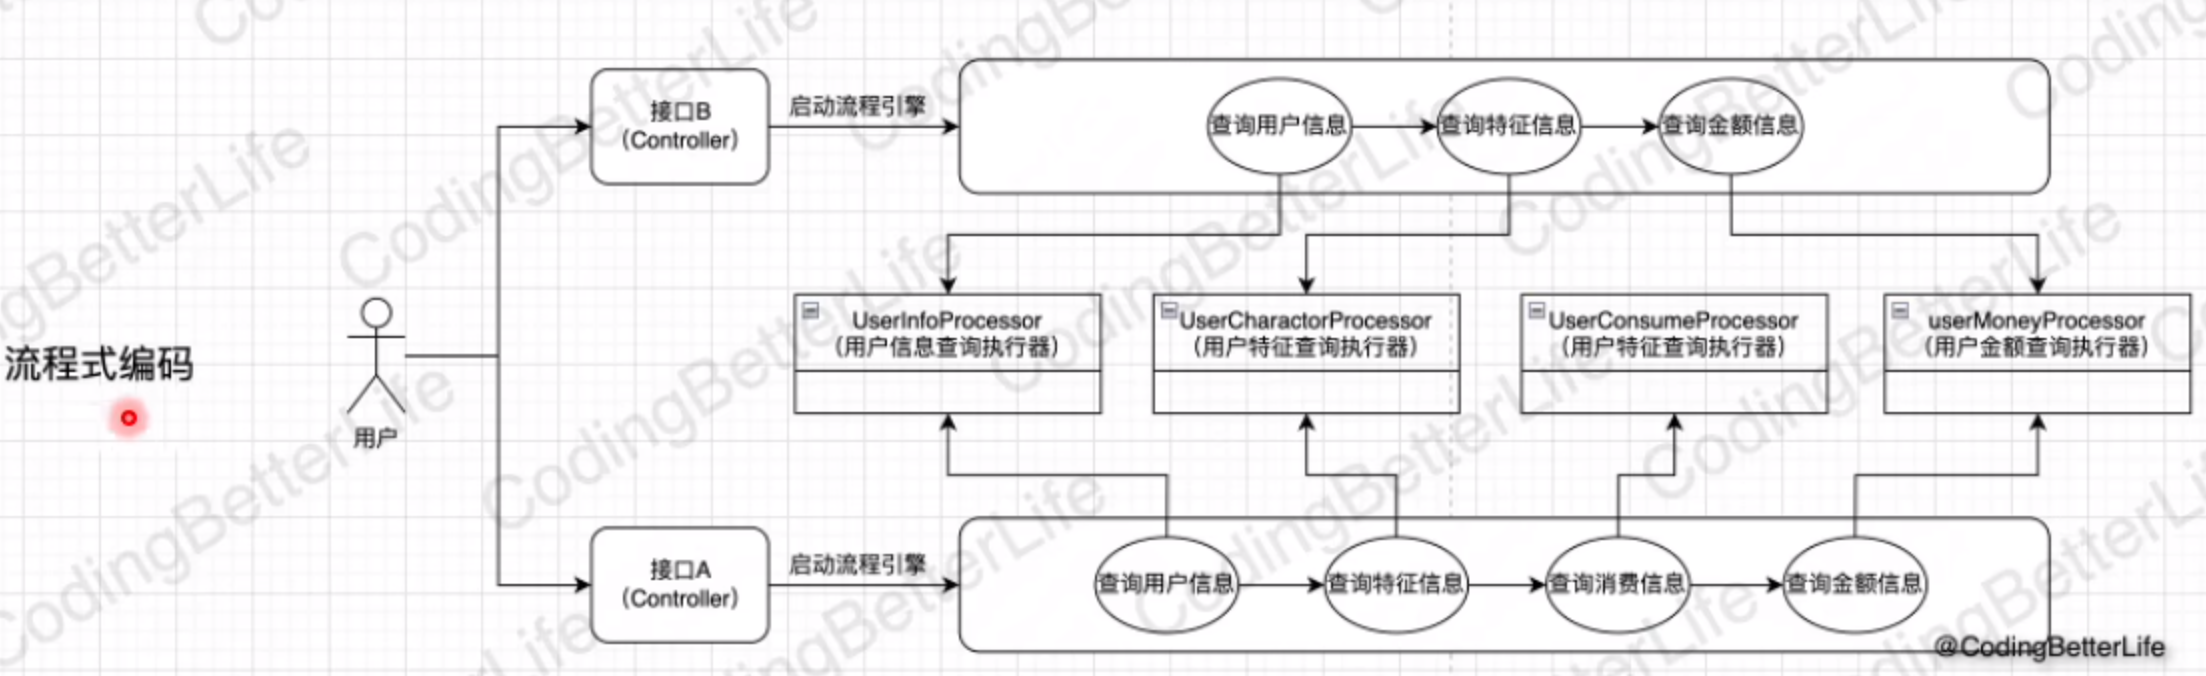 接口B
（Controller）
启动流程引擎
查询用户信息
查询特征信息
查询金额信息
UserInfoProcessor
（用户信息查询执行器）
UserCharactorProcessor
（用户特征查询执行器）
UserConsumeProcessor
（用户特征查询执行器）
userMoneyProcessor
（用户金额查询执行器）
流程式编码
用户
接口A
（Controller）
启动流程引擎
查询用户信息
查询特征信息
查询消费信息
查询金额信息
@CodingBetterLife
CodingBetterLife